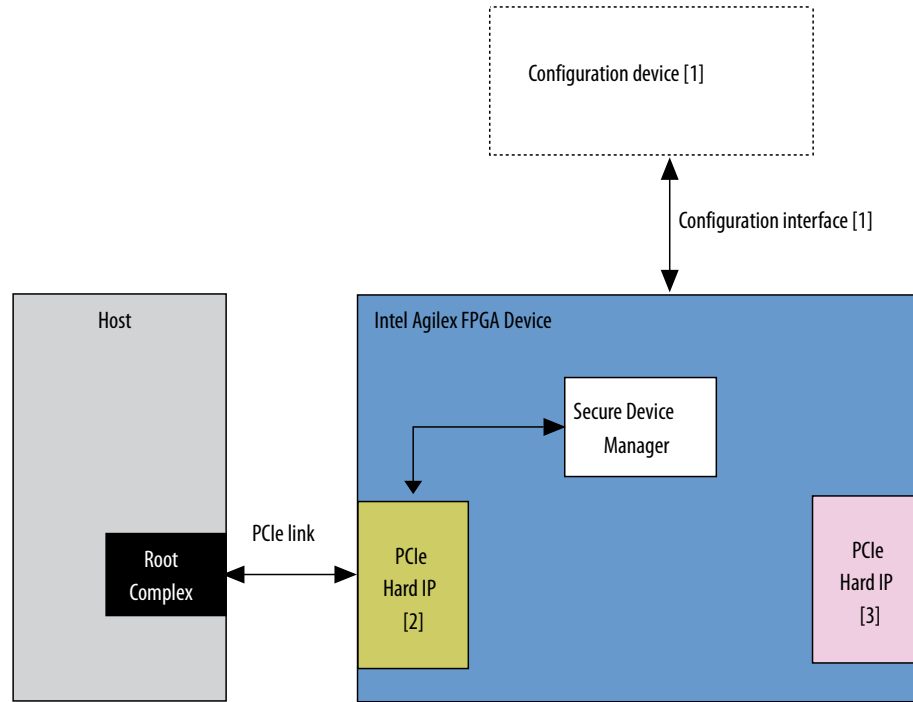 Configuration device [1]
Configuration interface [1]
Host
Intel Agilex FPGA Device
Secure Device
Manager
PCIe link
Root
Complex
PCIe
Hard IP
[2]
PCIe
Hard IP
[3]